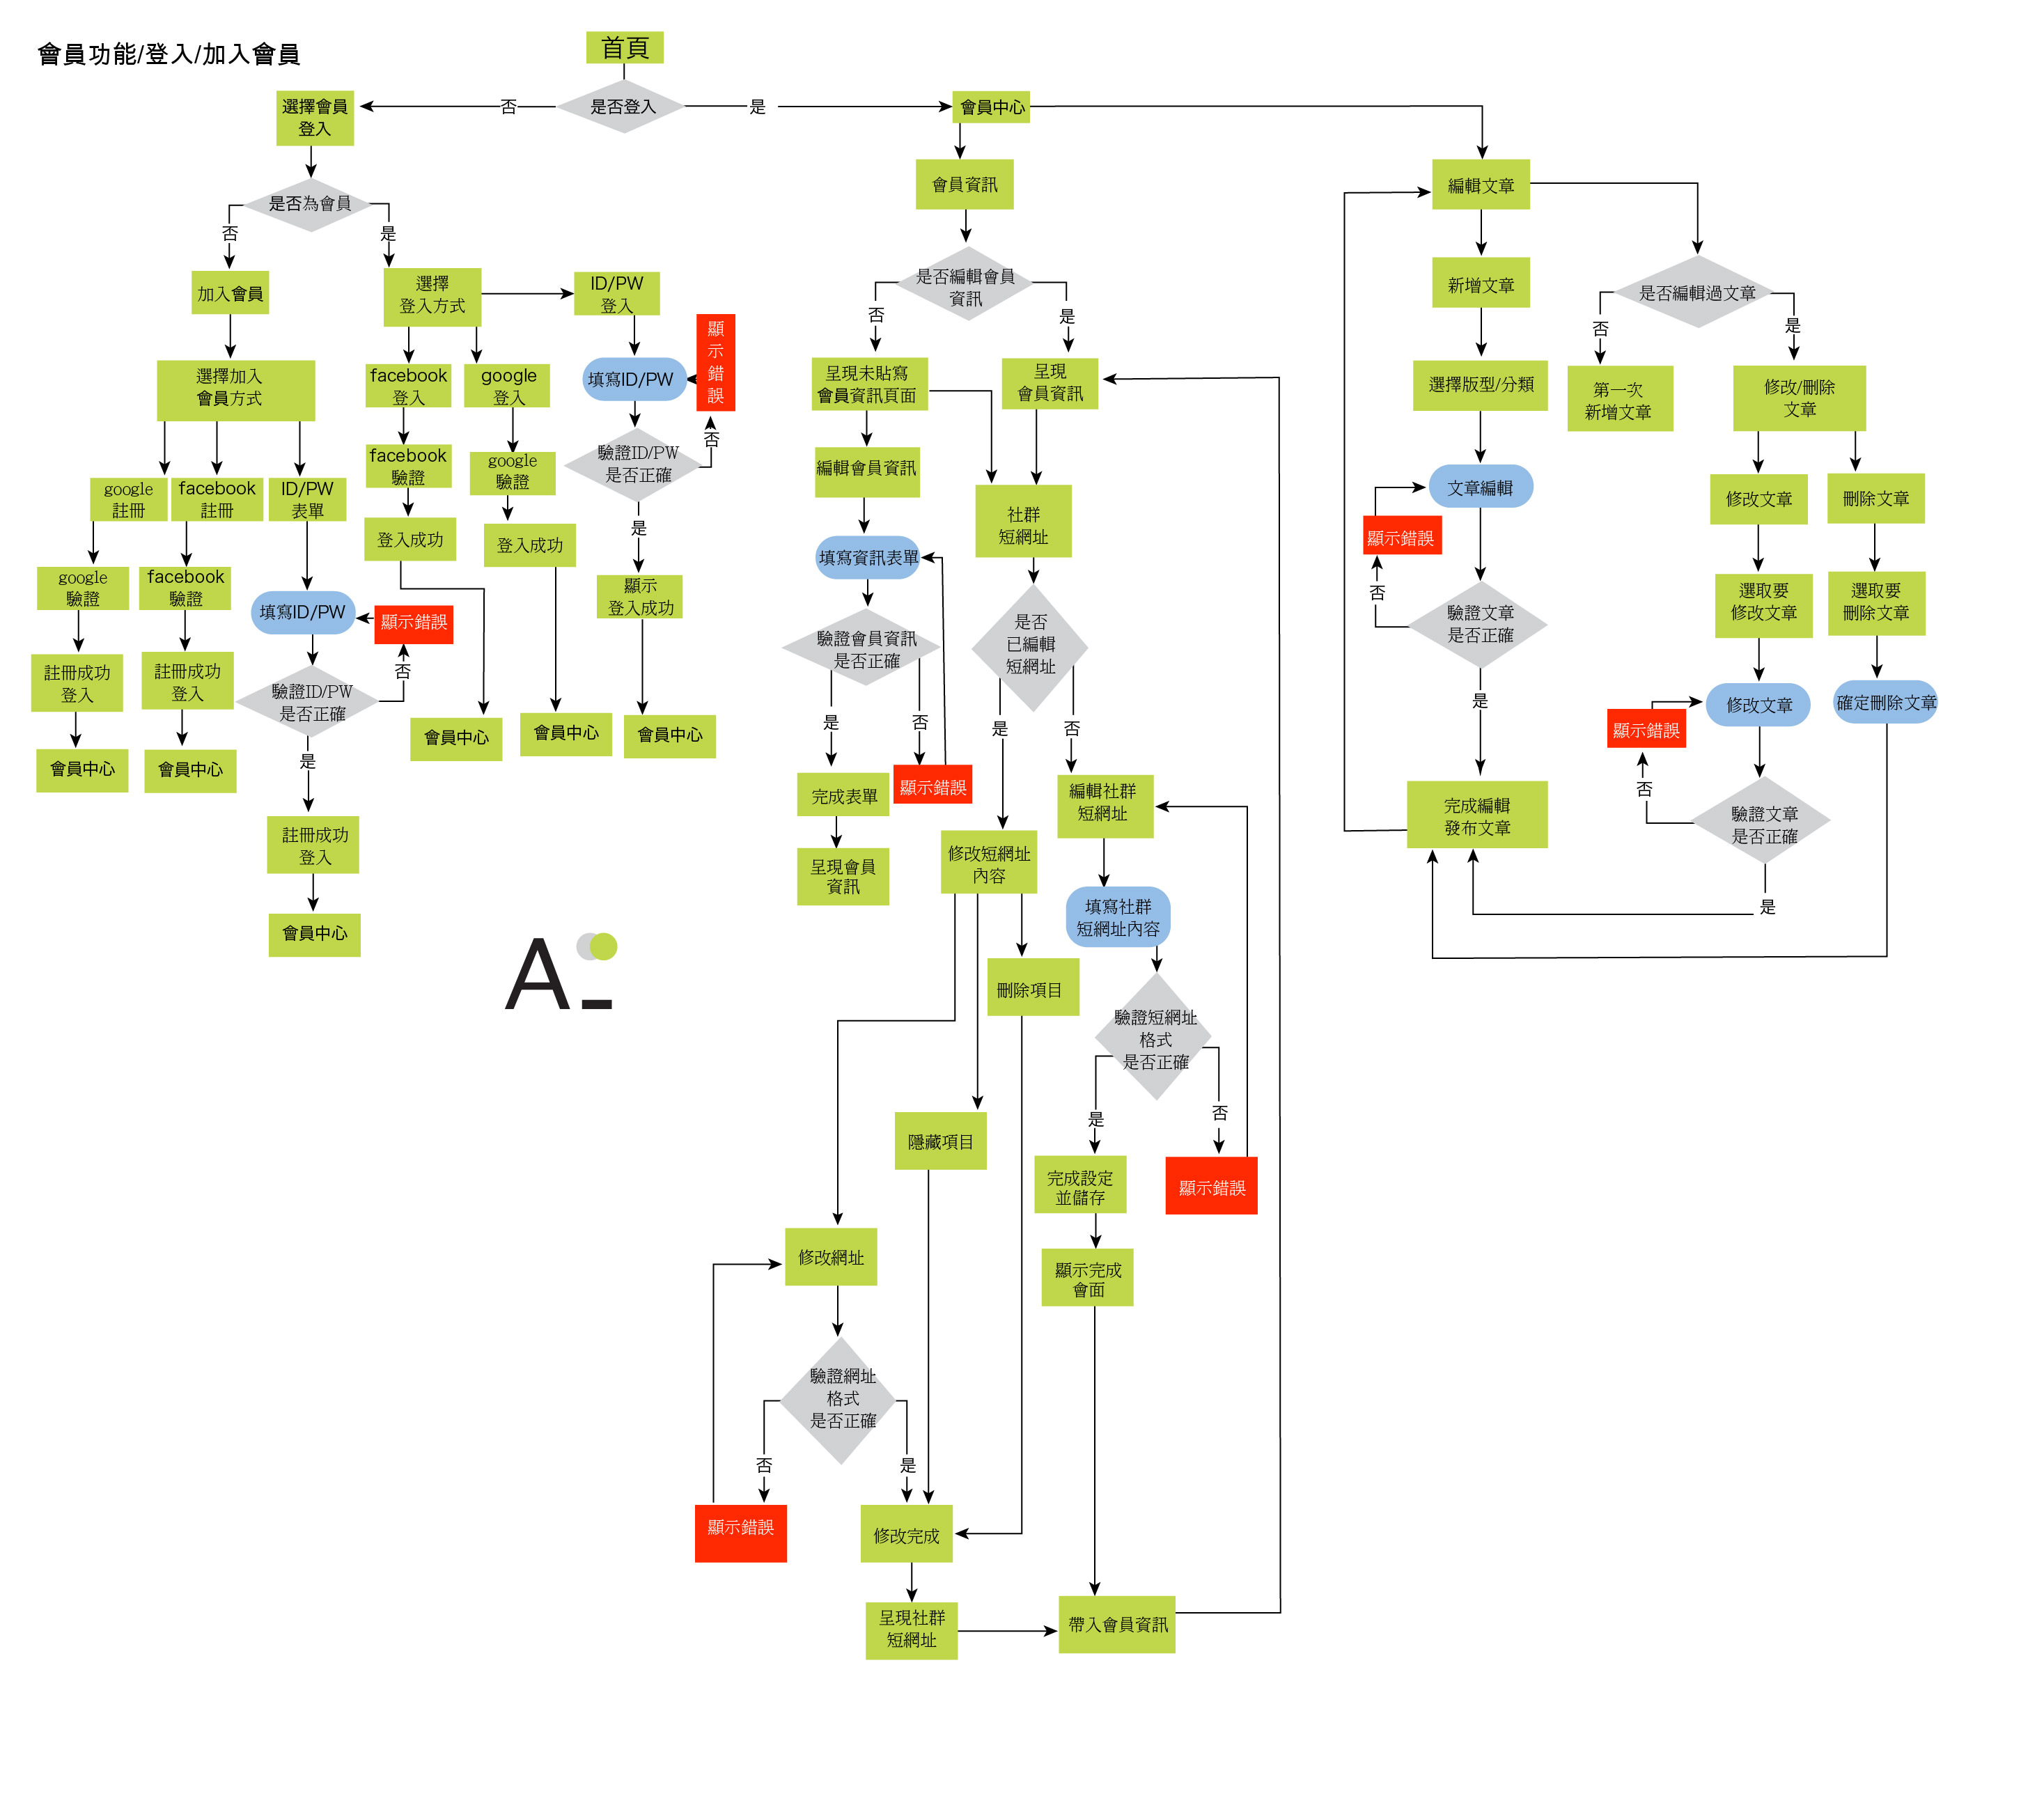 會員功能/登入/加入會員
首頁
是否登入
否
是
選擇會員
登入
是否為會員
否
是
加入會員
選擇加入
會員方式
google
註冊
facebook
註冊
ID/PW
表單
google
驗證
facebook
驗證
填寫ID/PW
顯示錯誤
否
註冊成功
登入
註冊成功
登入
驗證ID/PW
是否正確
是
會員中心
會員中心
註冊成功
登入
會員中心
選擇
登入方式
ID/PW
登入
facebook
登入
google
登入
填寫ID/PW
顯
示
錯
誤
否
facebook
驗證
google
驗證
驗證ID/PW
是否正確
是
登入成功
登入成功
顯示
登入成功
會員中心
會員中心
會員中心
A
會員中心
會員資訊
是否編輯會員
資訊
否
是
呈現未貼寫
會員資訊頁面
呈現
會員資訊
編輯會員資訊
社群
短網址
填寫資訊表單
驗證會員資訊
是否正確
是
否
顯示錯誤
完成表單
呈現會員
資訊
是否
已編輯
短網址
是
否
編輯社群
短網址
修改短網址
內容
填寫社群
短網址內容
刪除項目
驗證短網址
格式
是否正確
是
否
隱藏項目
完成設定
並儲存
顯示錯誤
修改網址
顯示完成
會面
驗證網址
格式
是否正確
否
是
顯示錯誤
修改完成
呈現社群
短網址
帶入會員資訊
編輯文章
新增文章
是否編輯過文章
否
是
選擇版型/分類
第一次
新增文章
修改/刪除
文章
文章編輯
顯示錯誤
否
驗證文章
是否正確
是
完成編輯
發布文章
修改文章
刪除文章
選取要
修改文章
選取要
刪除文章
修改文章
確定刪除文章
顯示錯誤
否
驗證文章
是否正確
是